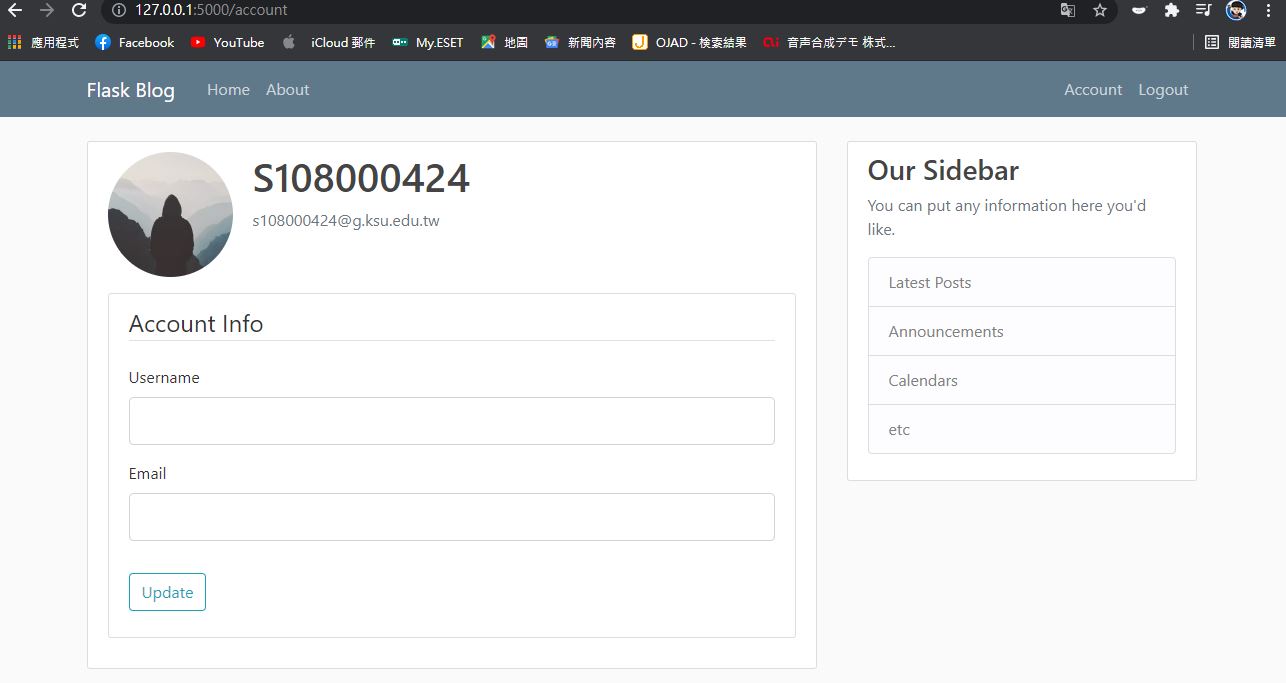 127.0.0.1:5000/account
應用程式 Facebook YouTube iCloud 郵件 My.ESET 地圖 新聞內容 OJAD - 検索結果 音声合成デモ 株式... 閱讀清單
Flask Blog Home About Account Logout
S108000424
s108000424@g.ksu.edu.tw
Account Info
Username
Email
Update
Our Sidebar
You can put any information here you'd
like.
Latest Posts
Announcements
Calendars
etc